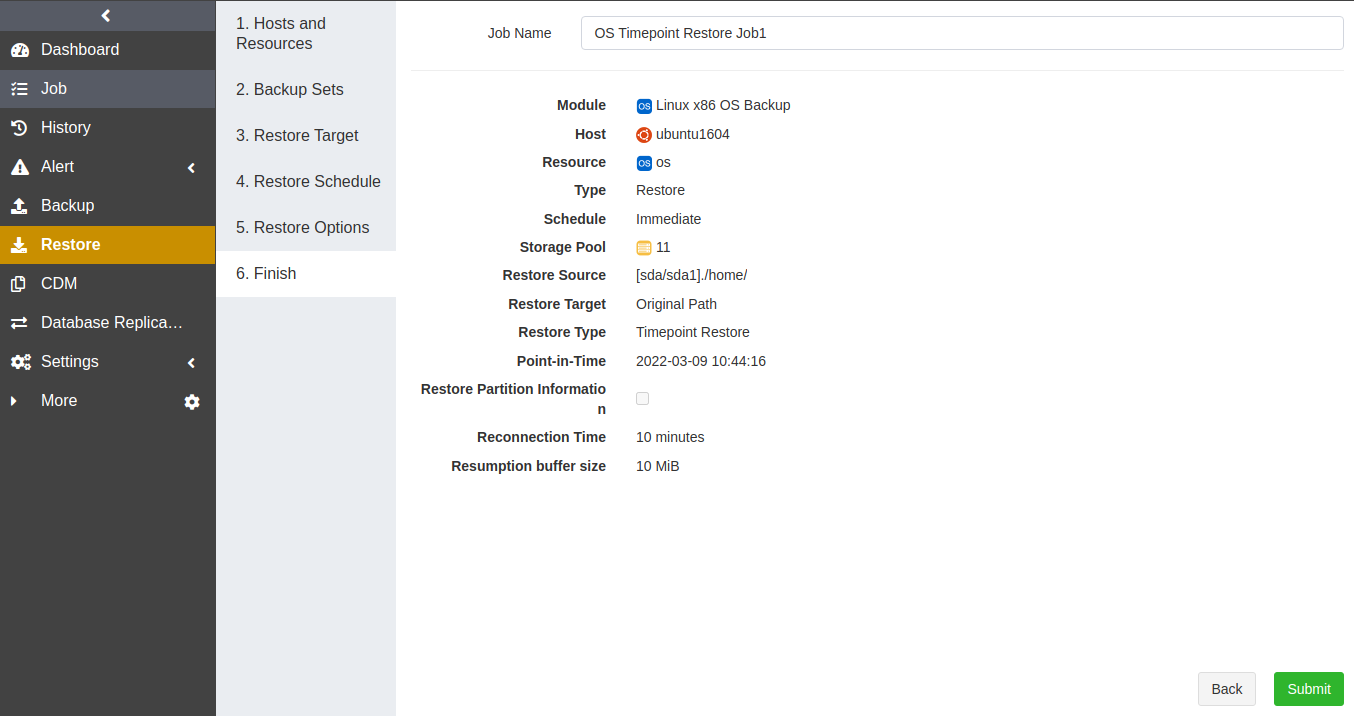 Dashboard
Job
History
Alert
Backup
Restore
CDM
Database Replica…
Settings
More
1. Hosts and
Resources
2. Backup Sets
3. Restore Target
4. Restore Schedule
5. Restore Options
6. Finish
Job Name OS Timepoint Restore Job1
Module OS Linux x86 OS Backup
Host ubuntu1604
Resource OS os
Type Restore
Schedule Immediate
Storage Pool 11
Restore Source [sda/sda1]./home/
Restore Target Original Path
Restore Type Timepoint Restore
Point-in-Time 2022-03-09 10:44:16
Restore Partition Informatio
n
Reconnection Time 10 minutes
Resumption buffer size 10 MiB
Back Submit